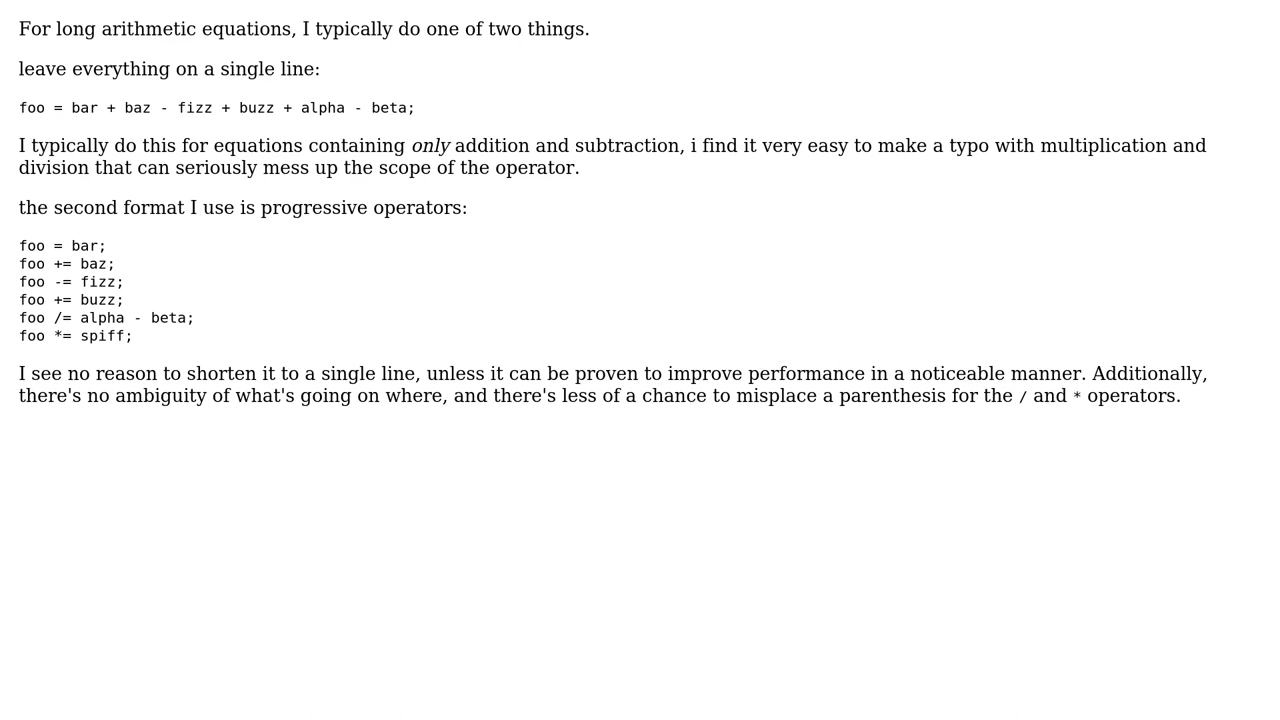 For long arithmetic equations, I typically do one of two things.
leave everything on a single line:
foo = bar + baz - fizz + buzz + alpha - beta;
I typically do this for equations containing only addition and subtraction, i find it very easy to make a typo with multiplication and
division that can seriously mess up the scope of the operator.
the second format I use is progressive operators:
foo = bar;
foo += baz;
foo -= fizz;
foo += buzz;
foo /= alpha - beta;
foo *= spiff;
I see no reason to shorten it to a single line, unless it can be proven to improve performance in a noticeable manner. Additionally,
there's no ambiguity of what's going on where, and there's less of a chance to misplace a parenthesis for the / and * operators.